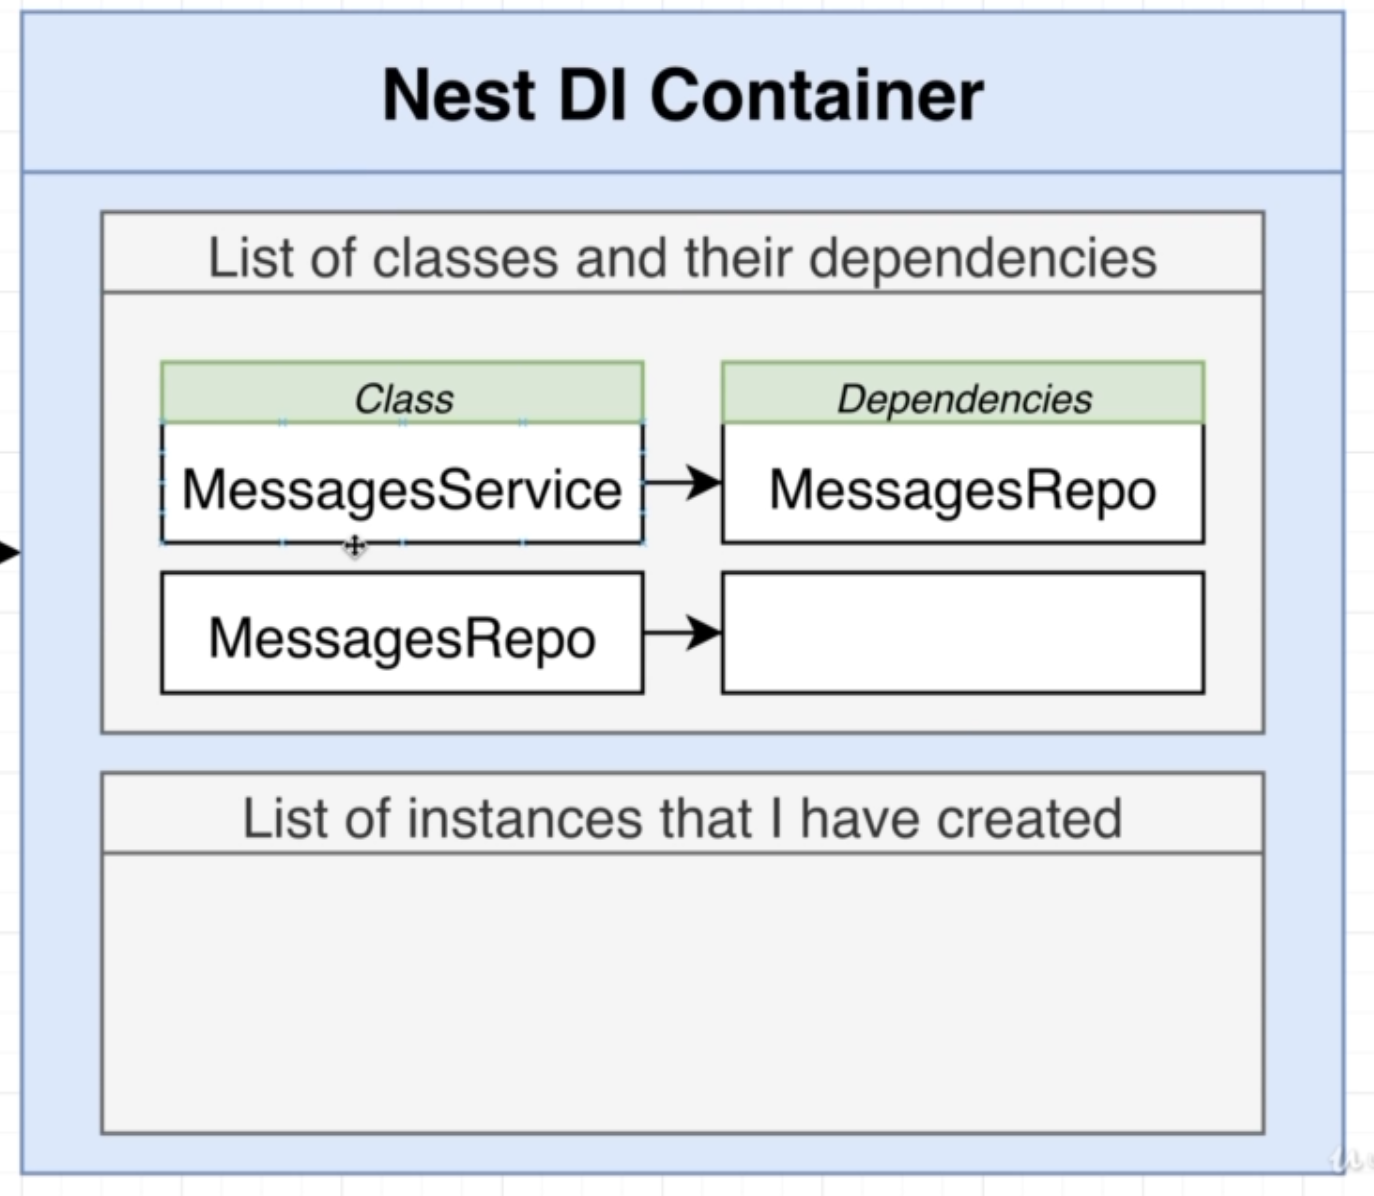 Nest DI Container
List of classes and their dependencies
Class
Dependencies
MessagesService
MessagesRepo
MessagesRepo
List of instances that I have created